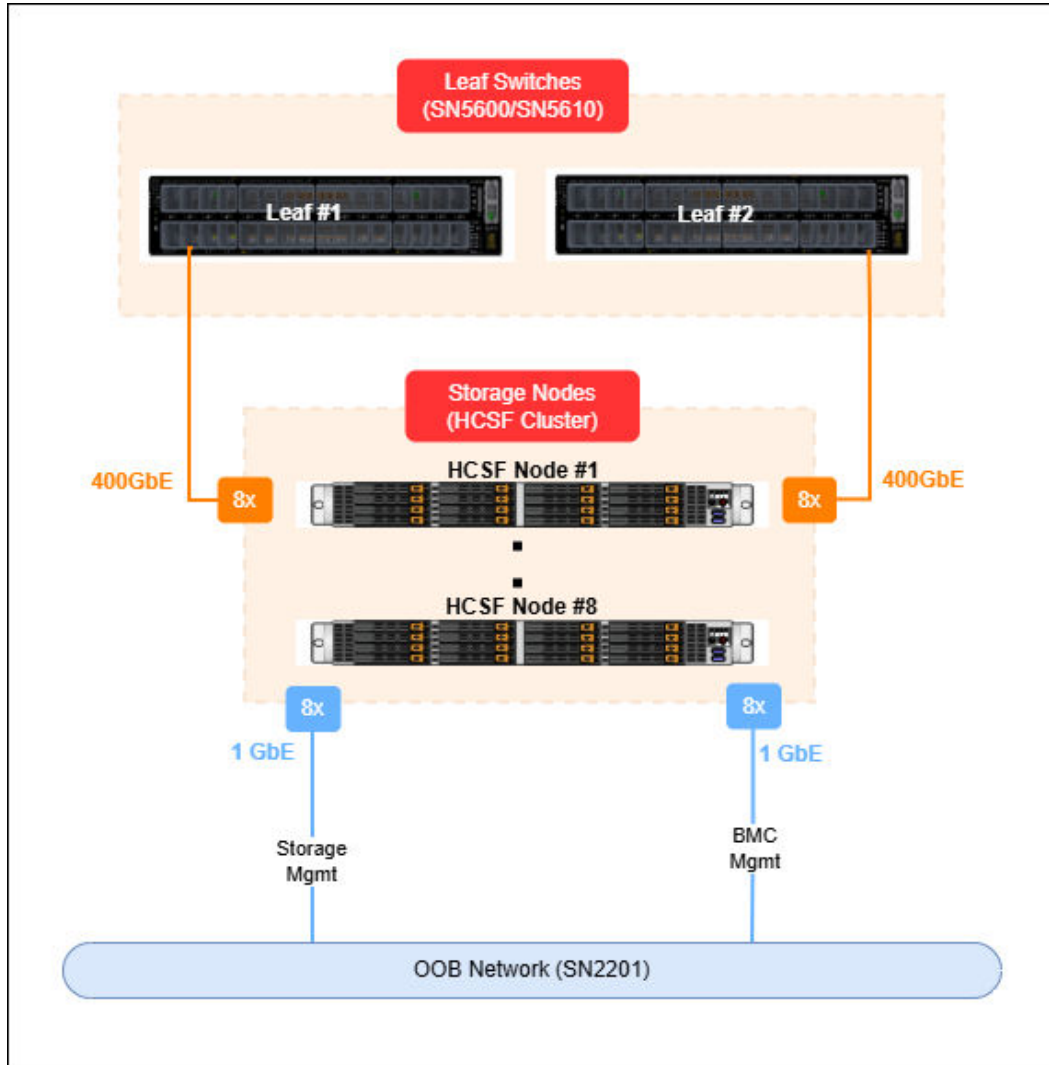 Leaf Switches
(SN5600/SN5610)
Leaf #1
Leaf #2
Storage Nodes
(HCSF Cluster)
HCSF Node #1
400GbE
8x
8x
400GbE
HCSF Node #8
8x
8x
1 GbE
1 GbE
Storage
Mgmt
BMC
Mgmt
OOB Network (SN2201)